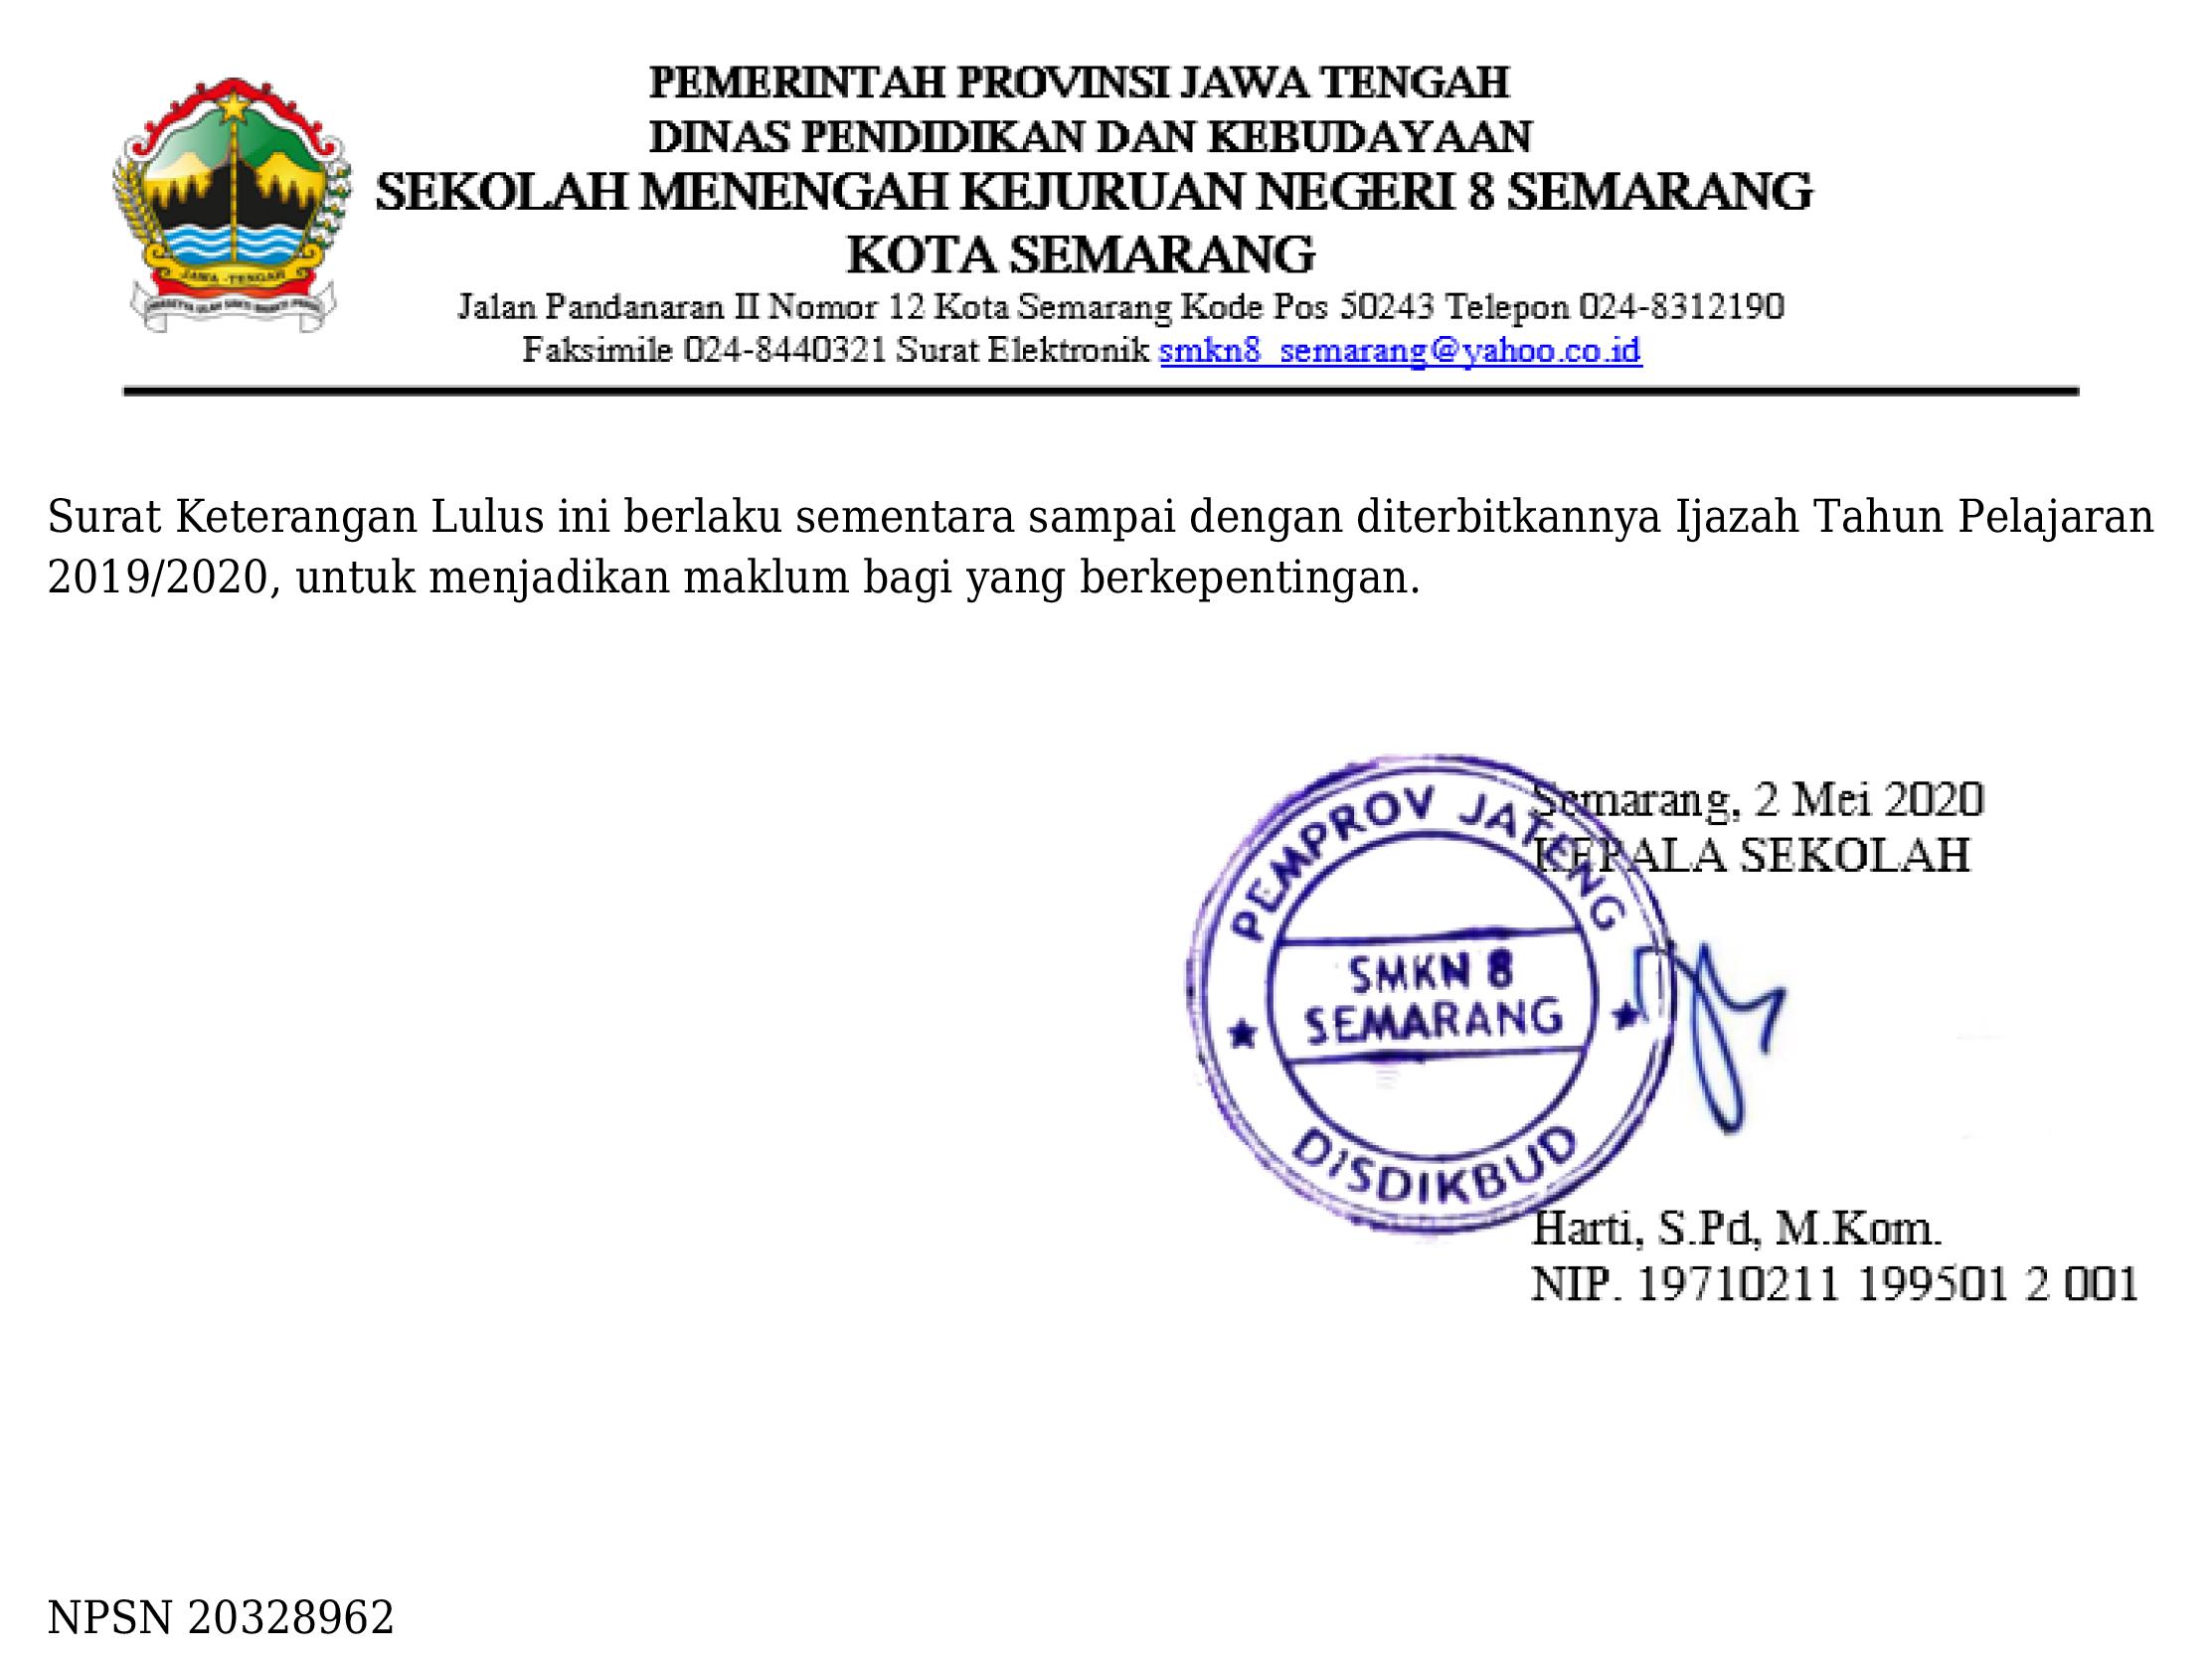 PEMERINTAH PROVINSI JAWA TENGAH
DINAS PENDIDIKAN DAN KEBUDAYAAN
SEKOLAH MENENGAH KEJURUAN NEGERI 8 SEMARANG
KOTA SEMARANG
Jalan Pandanaran II Nomor 12 Kota Semarang Kode Pos 50243 Telepon 024-8312190
Faksimile 024-8440321 Surat Elektronik smkn8_semarang@yahoo.co.id
JAWA - TENGAH
Surat Keterangan Lulus ini berlaku sementara sampai dengan diterbitkannya Ijazah Tahun Pelajaran
2019/2020, untuk menjadikan maklum bagi yang berkepentingan.
Semarang, 2 Mei 2020
KEPALA SEKOLAH
PEMPROV JATENG
SMKN 8
SEMARANG
DISDIKBUD
Harti, S.Pd, M.Kom.
NIP. 19710211 199501 2 001
NPSN 20328962